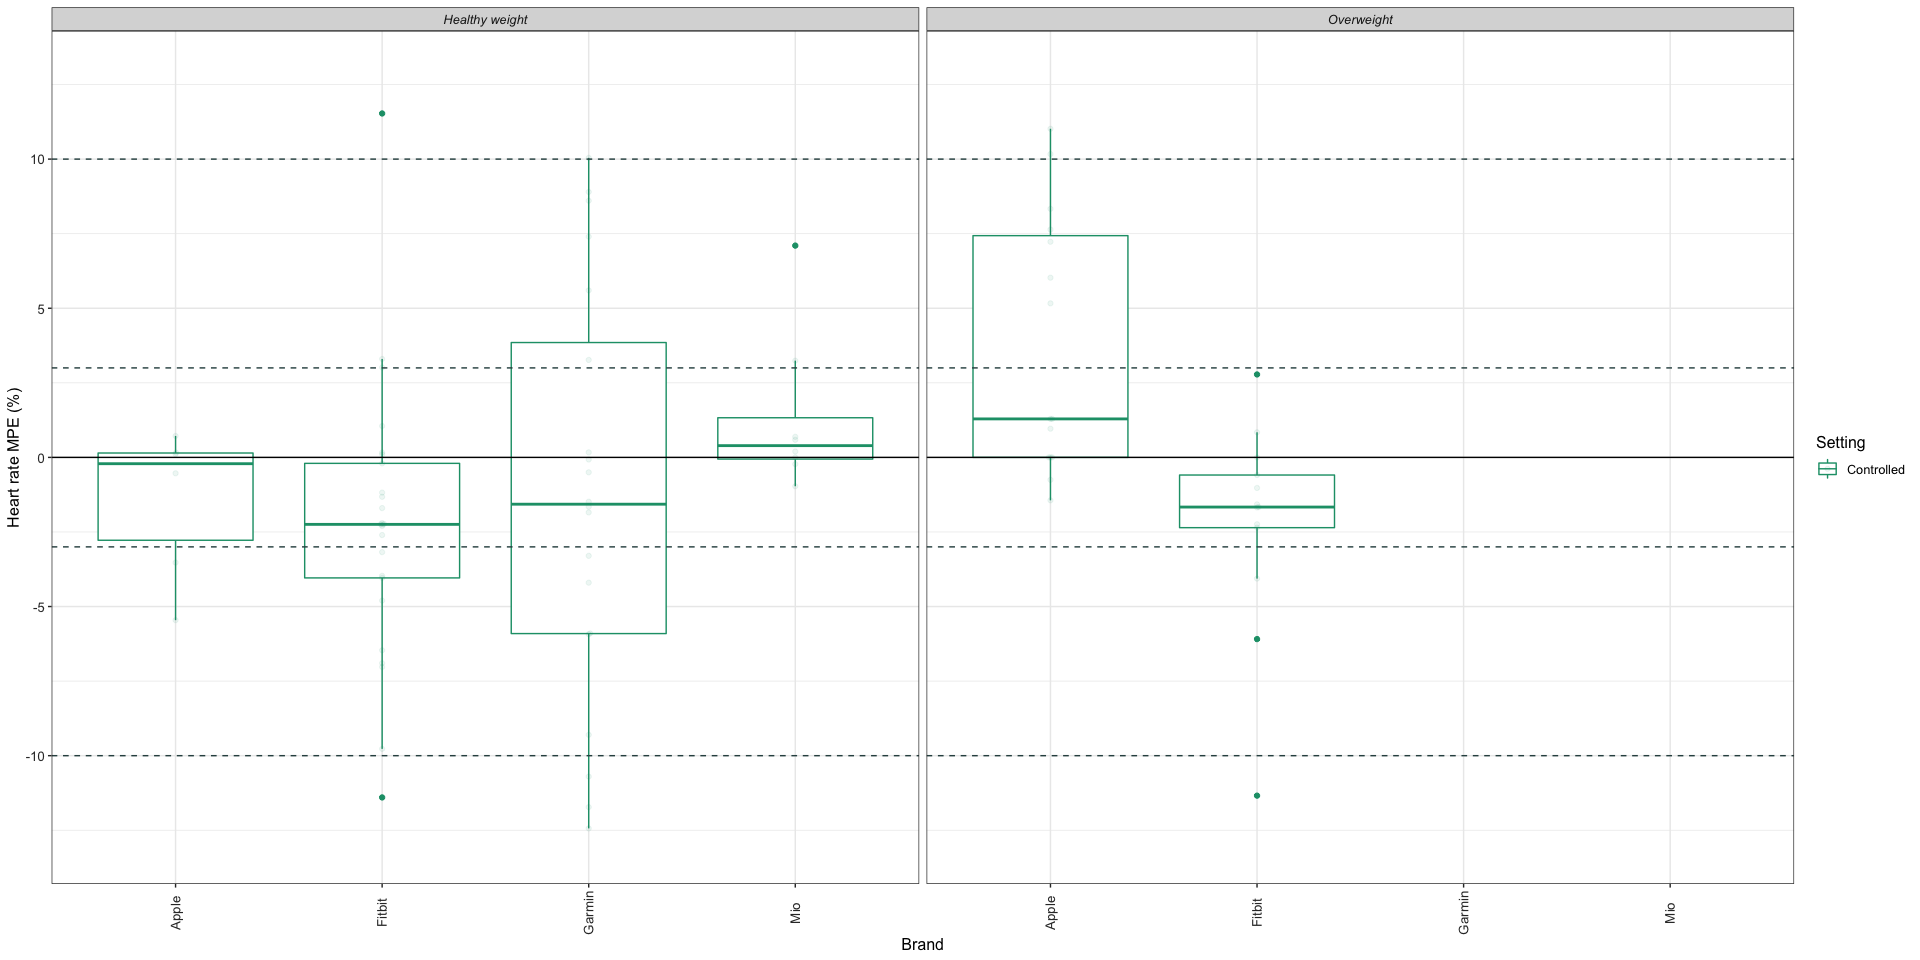 Healthy weight
Overweight
Heart rate MPE (%)
10
5
0
-5
-10
Apple
Fitbit
Garmin
Mio
Apple
Fitbit
Garmin
Mio
Brand
Setting
Controlled